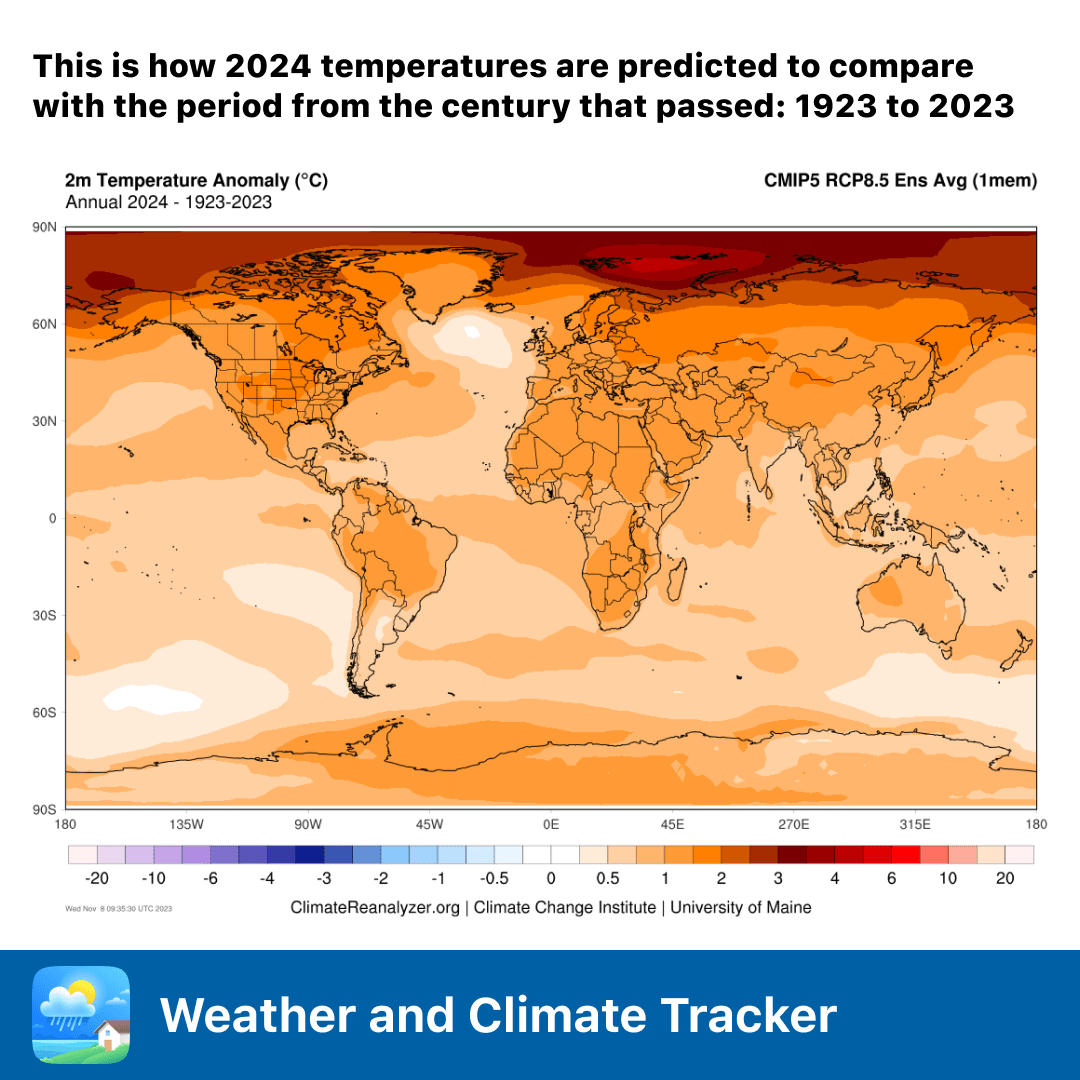 This is how 2024 temperatures are predicted to compare
with the period from the century that passed: 1923 to 2023
2m Temperature Anomaly (°C)
CMIP5 RCP8.5 Ens Avg (1mem)
Annual 2024 - 1923-2023
90N
60N
30N
0
30S
60S
90S
180 135W 90W 45W 0E 45E 270E 315E 180
-20 -10 -6 -4 -3 -2 -1 -0.5 0 0.5 1 2 3 4 6 10 20
Wed Nov 8 09:35:30 UTC 2023
ClimateReanalyzer.org | Climate Change Institute | University of Maine
Weather and Climate Tracker